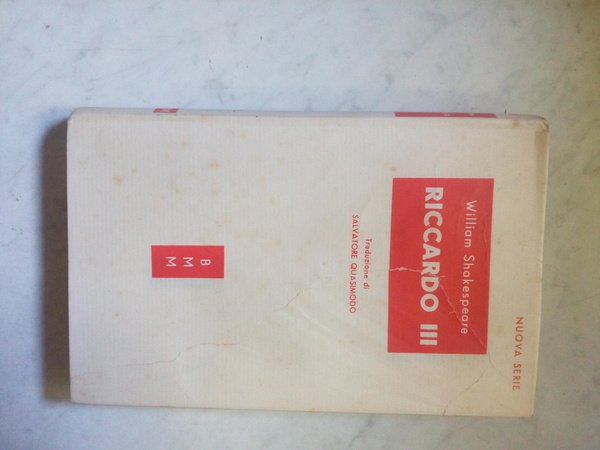 NUOVA SERIE
William Shakespeare
RICCARDO III
Traduzione di
SALVATORE QUASIMODO
B
M M